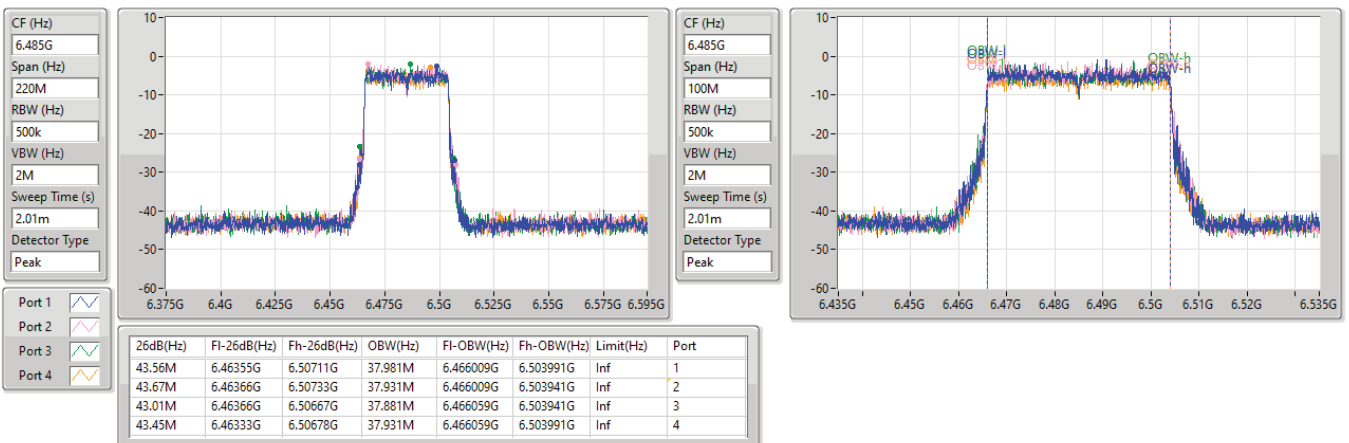 CF (Hz)
6.485G
Span (Hz)
220M
RBW (Hz)
500k
VBW (Hz)
2M
Sweep Time (s)
2.01m
Detector Type
Peak
10
0
-10
-20
-30
-40
-50
-60
6.375G 6.4G 6.425G 6.45G 6.475G 6.5G 6.525G 6.55G 6.575G 6.595G
CF (Hz)
6.485G
Span (Hz)
100M
RBW (Hz)
500k
VBW (Hz)
2M
Sweep Time (s)
2.01m
Detector Type
Peak
10
0
-10
-20
-30
-40
-50
-60
OBW-l
OBW-h
OBW-h
6.435G 6.45G 6.46G 6.47G 6.48G 6.49G 6.5G 6.51G 6.52G 6.535G
Port 1
Port 2
Port 3
Port 4
26dB(Hz) Fl-26dB(Hz) Fh-26dB(Hz) OBW(Hz) Fl-OBW(Hz) Fh-OBW(Hz) Limit(Hz) Port
43.56M 6.46355G 6.50711G 37.981M 6.466009G 6.503991G Inf 1
43.67M 6.46366G 6.50733G 37.931M 6.466009G 6.503941G Inf 2
43.01M 6.46366G 6.50667G 37.881M 6.466059G 6.503941G Inf 3
43.45M 6.46333G 6.50678G 37.931M 6.466059G 6.503991G Inf 4